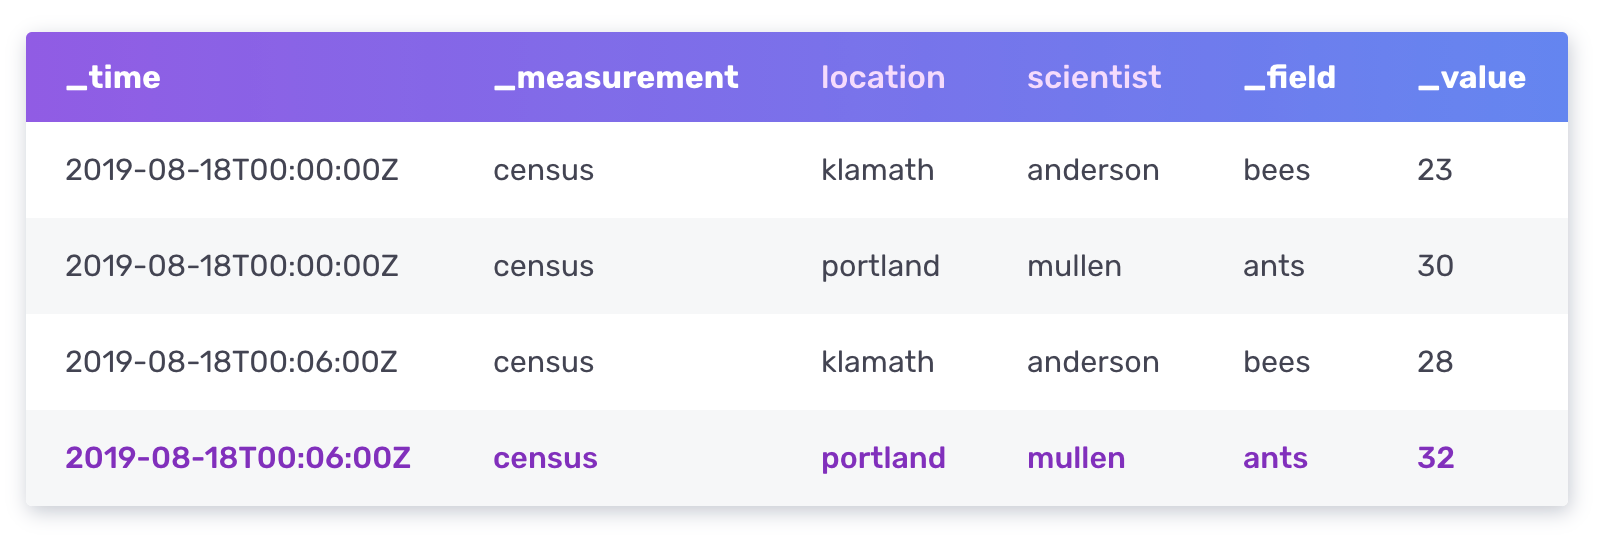 _time _measurement location scientist _field _value
2019-08-18T00:00:00Z census klamath anderson bees 23
2019-08-18T00:00:00Z census portland mullen ants 30
2019-08-18T00:06:00Z census klamath anderson bees 28
2019-08-18T00:06:00Z census portland mullen ants 32